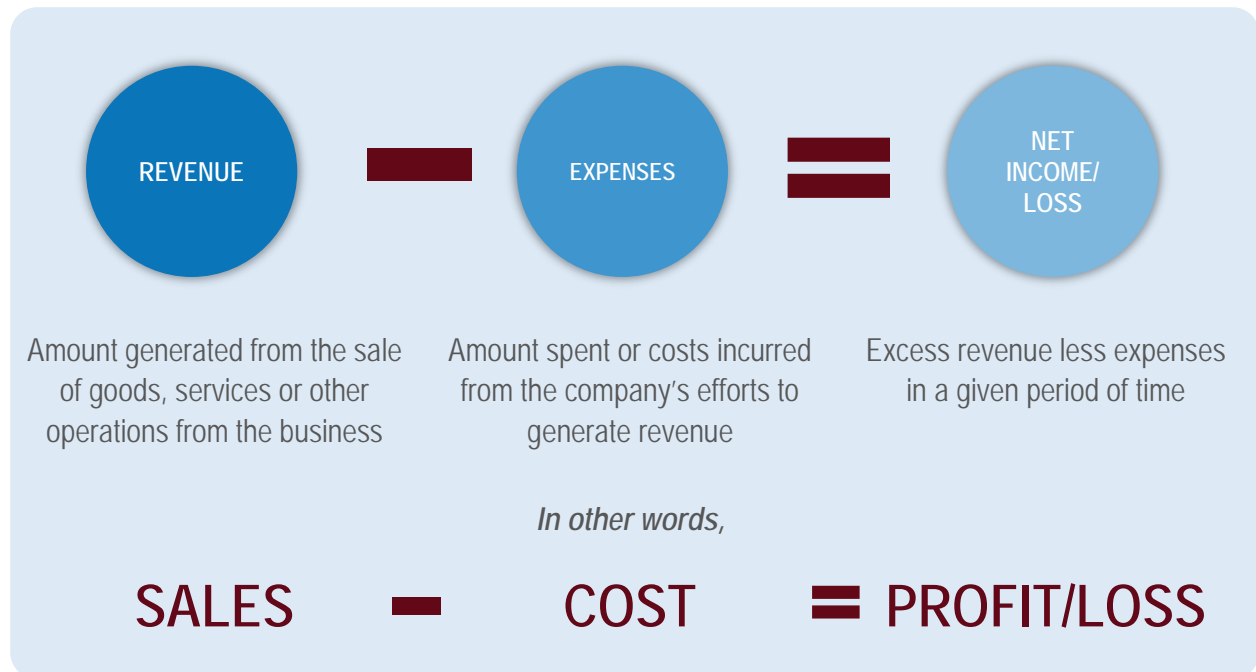 REVENUE
EXPENSES
NET
INCOME/
LOSS
Amount generated from the sale
of goods, services or other
operations from the business
Amount spent or costs incurred
from the company’s efforts to
generate revenue
Excess revenue less expenses
in a given period of time
In other words,
SALES - COST = PROFIT/LOSS